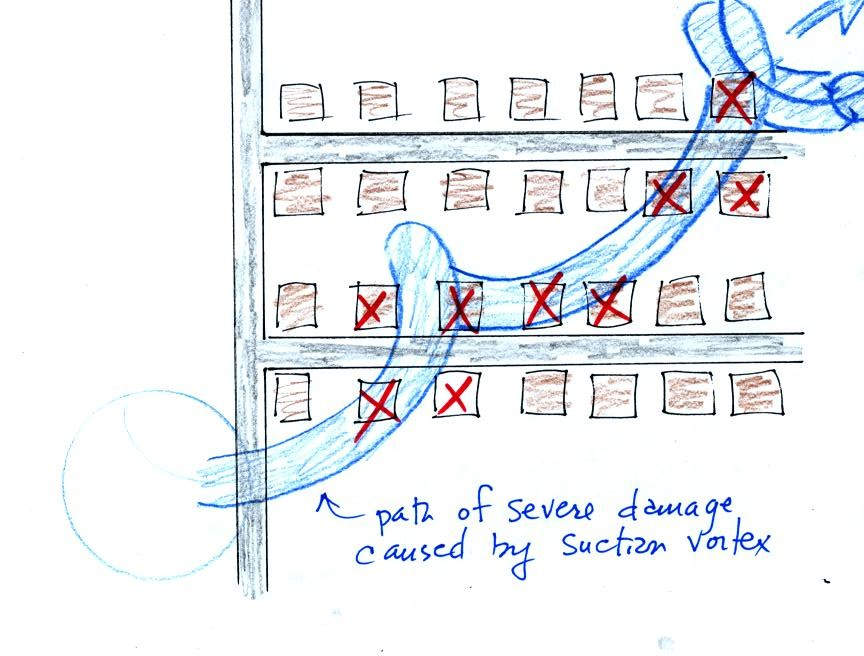 path of severe damage
caused by suction vortex